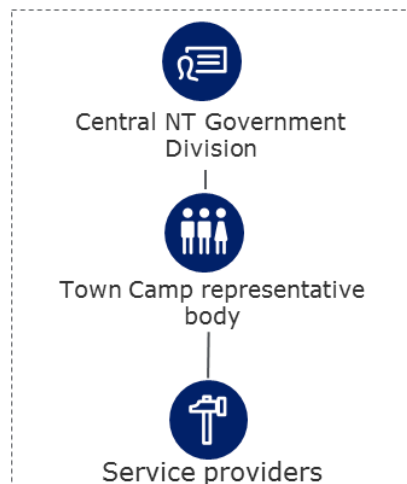 Central NT Government
Division
Town Camp representative
body
Service providers